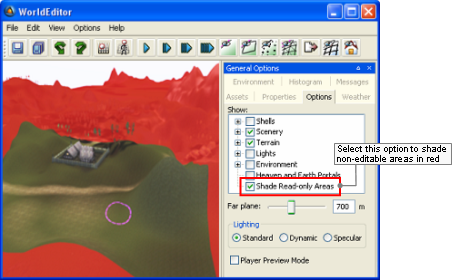 WorldEditor
File Edit View Options Help
General Options
Environment Histogram Messages
Assets Properties Options Weather
Show:
Shells
Scenery
Terrain
Lights
Environment
Heaven and Earth Portals
Shade Read-only Areas
Select this option to shade
non-editable areas in red
Far plane: 700 m
Lighting
Standard Dynamic Specular
Player Preview Mode